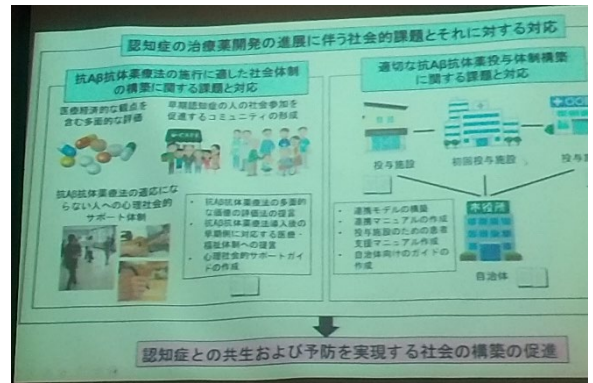 認知症の治療薬開発の進展に伴う社会的課題とそれに対する対応
抗Aβ抗体薬療法の施行に適した社会体制
の構築に関する課題と対応
医療経済的な観点を
含む多面的な評価
早期認知症の人の社会参加を
促進するコミュニティの形成
抗Aβ抗体薬療法の適応になら
ない人への心理社会的
サポート体制
・ 抗Aβ抗体薬療法の多面的
な価値の評価法の提言
・ 抗Aβ抗体薬療法導入後の
早期例に対応する医療・
福祉体制への提言
・ 心理社会的サポートガイ
ドの作成
適切な抗Aβ抗体薬投与体制構築
に関する課題と対応
投与施設
初回投与施設
投与施
・ 連携モデルの構築
・ 連携マニュアルの作成
・ 投与施設のための患者
支援マニュアル作成
・ 自治体向けのガイドの
作成
市役所
自治体
認知症との共生および予防を実現する社会の構築の促進